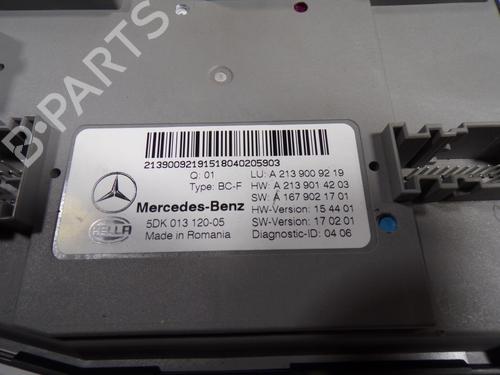 B-PARTS
21390092191518040205903
Q: 01 LU: A 213 900 92 19
Type: BC-F HW: A 213 901 42 03
SW: A 167 902 17 01
Mercedes-Benz HW-Version: 15 44 01
HELLA 5DK 013 120-05 SW-Version: 17 02 01
Made in Romania Diagnostic-ID: 04 06